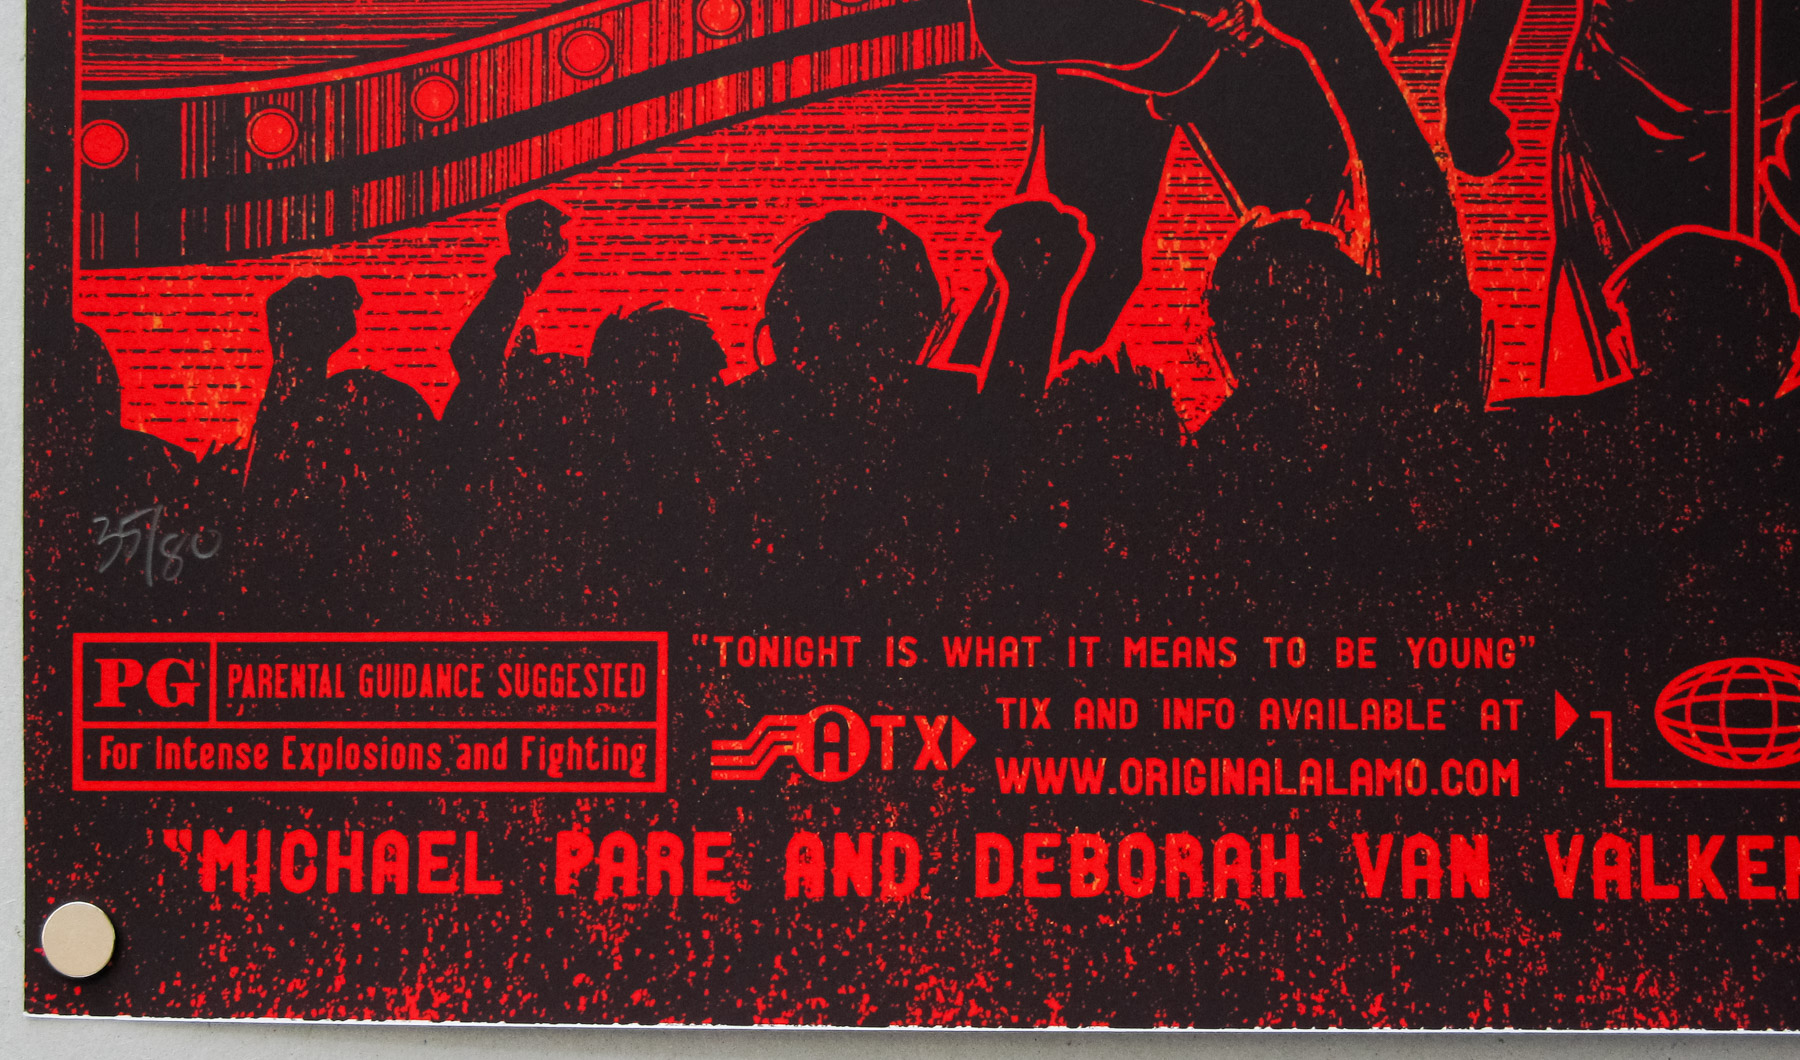 35/80
PG PARENTAL GUIDANCE SUGGESTED
For Intense Explosions and Fighting
"TONIGHT IS WHAT IT MEANS TO BE YOUNG"
ATX
TIX AND INFO AVAILABLE AT
WWW.ORIGINALALAMO.COM
"MICHAEL PARE AND DEBORAH VAN VALKEN